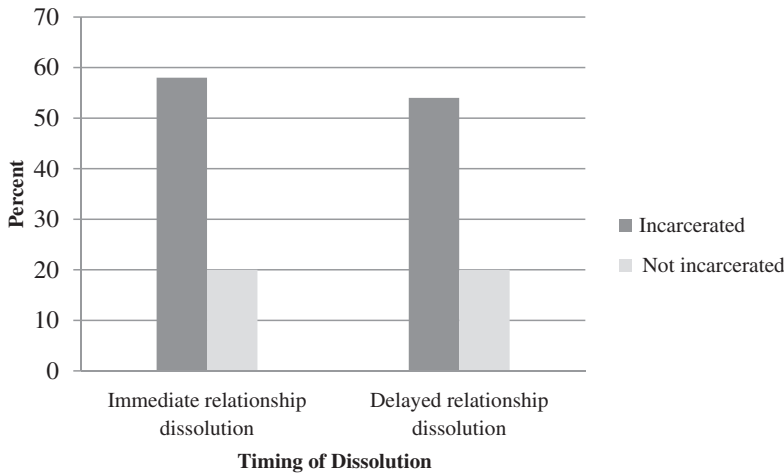 70
60
50
40
30
20
10
0
Percent
Incarcerated
Not incarcerated
Immediate relationship
dissolution
Delayed relationship
dissolution
Timing of Dissolution